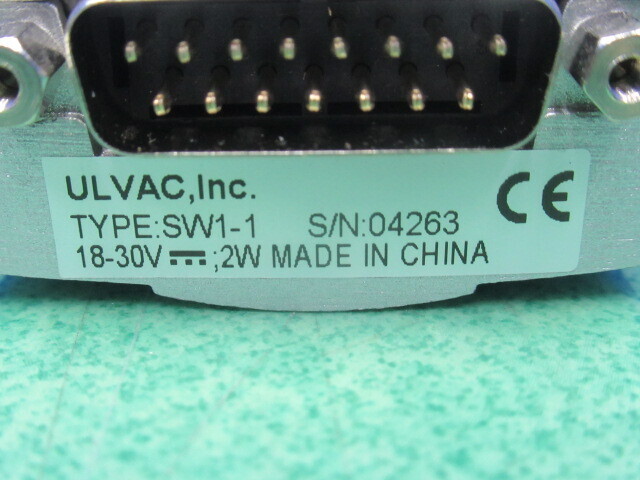 ULVAC,Inc.
TYPE:SW1-1 S/N:04263 CE
18-30V ⎓ ;2W MADE IN CHINA